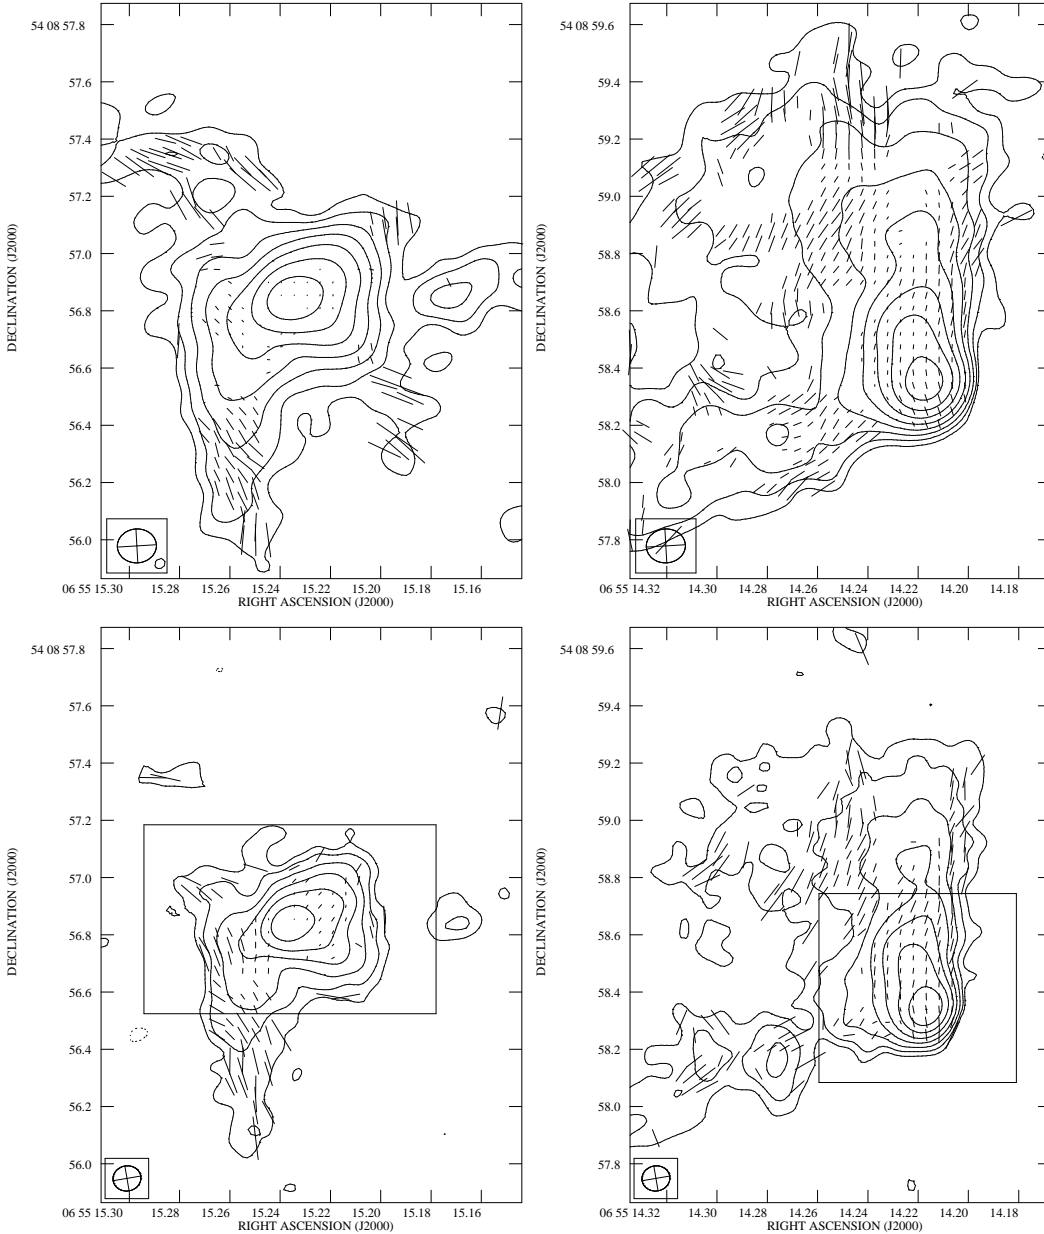 54 08 57.8
57.6
57.4
57.2
57.0
56.8
56.6
56.4
56.2
56.0
DECLINATION (J2000)
06 55 15.30 15.28 15.26 15.24 15.22 15.20 15.18 15.16
RIGHT ASCENSION (J2000)
54 08 59.6
59.4
59.2
59.0
58.8
58.6
58.4
58.2
58.0
57.8
DECLINATION (J2000)
06 55 14.32 14.30 14.28 14.26 14.24 14.22 14.20 14.18
RIGHT ASCENSION (J2000)
54 08 57.8
57.6
57.4
57.2
57.0
56.8
56.6
56.4
56.2
56.0
DECLINATION (J2000)
06 55 15.30 15.28 15.26 15.24 15.22 15.20 15.18 15.16
RIGHT ASCENSION (J2000)
54 08 59.6
59.4
59.2
59.0
58.8
58.6
58.4
58.2
58.0
57.8
DECLINATION (J2000)
06 55 14.32 14.30 14.28 14.26 14.24 14.22 14.20 14.18
RIGHT ASCENSION (J2000)